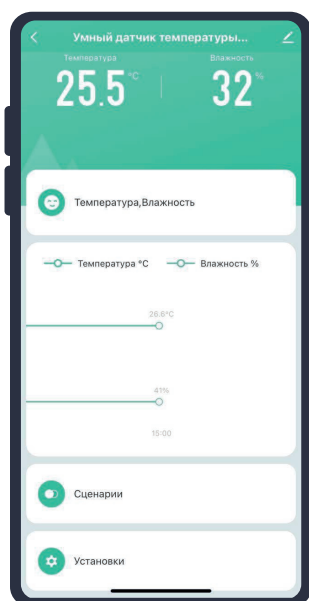 Умный датчик температуры...
Температура Влажность
25.5 °C 32 %
Температура,Влажность
Температура °C Влажность %
26.6°C
41%
15:00
Сценарии
Установки